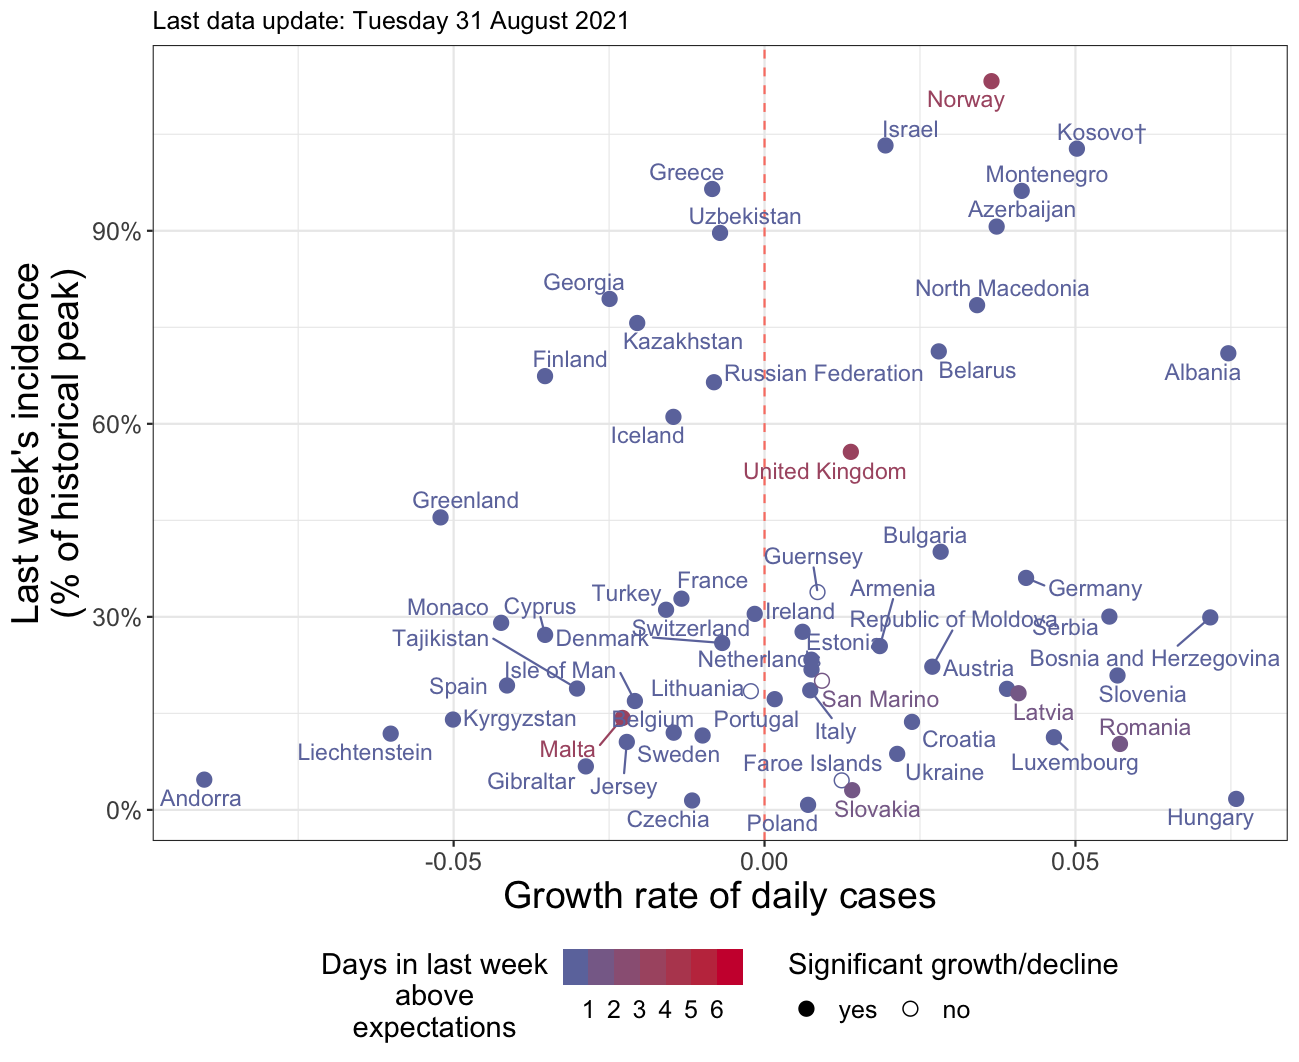 Last data update: Tuesday 31 August 2021
Last week's incidence
(% of historical peak)
90%
60%
30%
0%
Norway
Israel
Kosovo†
Greece
Montenegro
Uzbekistan
Azerbaijan
Georgia
North Macedonia
Kazakhstan
Finland
Russian Federation
Belarus
Albania
Iceland
United Kingdom
Greenland
Bulgaria
Guernsey
France
Armenia
Germany
Turkey
Monaco
Cyprus
Ireland
Republic of Moldova
Switzerland
Serbia
Tajikistan
Denmark
Estonia
Netherlands
Bosnia and Herzegovina
Isle of Man
Austria
Spain
Lithuania
San Marino
Slovenia
Kyrgyzstan
Belgium
Portugal
Latvia
Romania
Italy
Croatia
Liechtenstein
Malta
Sweden
Faroe Islands
Luxembourg
Ukraine
Gibraltar
Jersey
Andorra
Czechia
Poland
Slovakia
Hungary
-0.05
0.00
0.05
Growth rate of daily cases
Days in last week
above
expectations
1 2 3 4 5 6
Significant growth/decline
yes
no